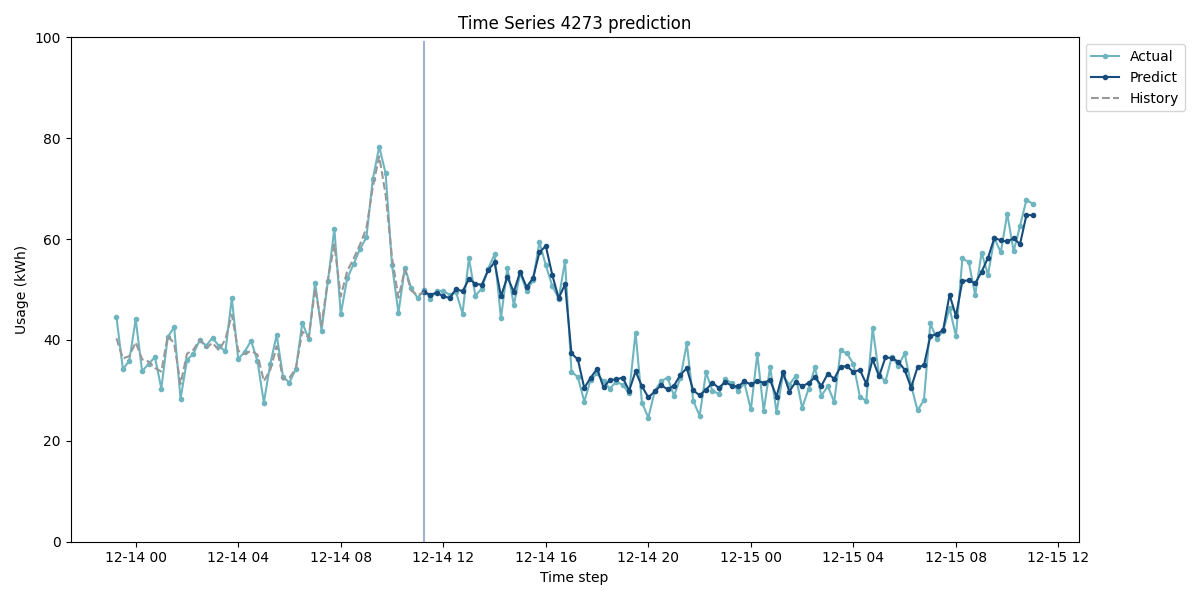 Time Series 4273 prediction
Usage (kWh)
100
80
60
40
20
0
12-14 00
12-14 04
12-14 08
12-14 12
12-14 16
12-14 20
12-15 00
12-15 04
12-15 08
12-15 12
Time step
Actual
Predict
History